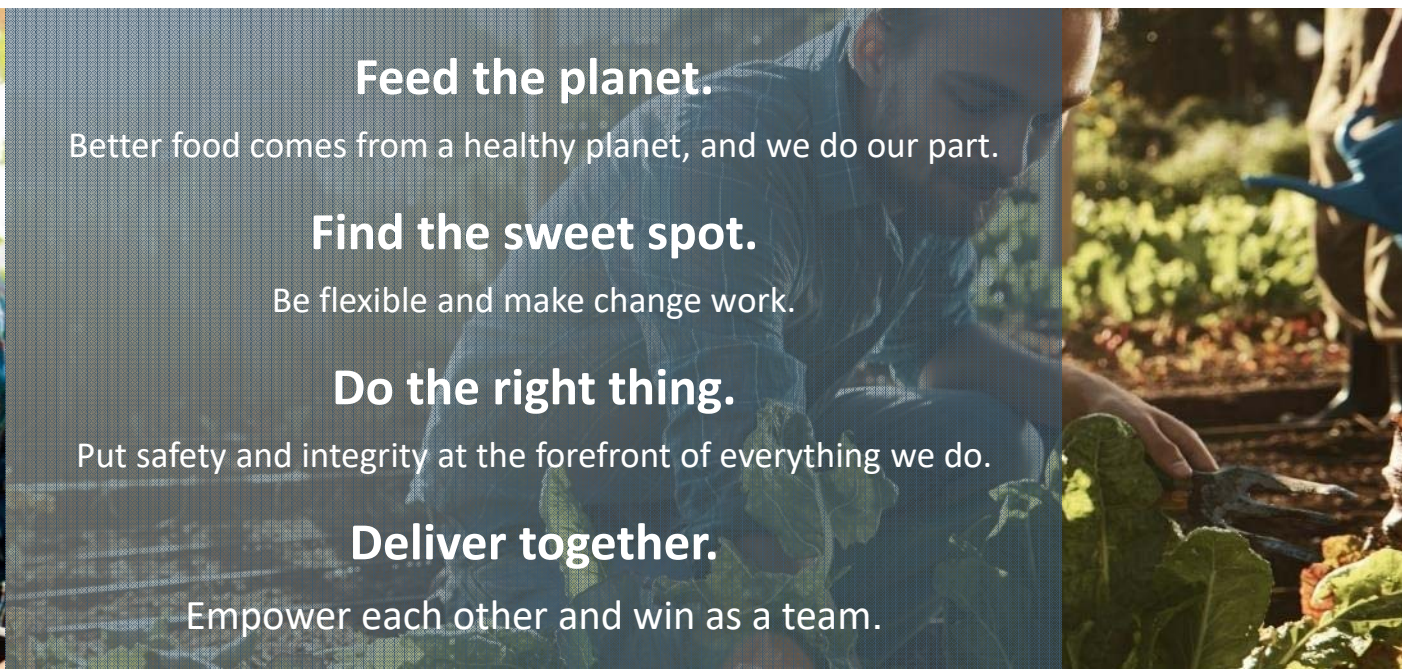 Feed the planet.
Better food comes from a healthy planet, and we do our part.
Find the sweet spot.
Be flexible and make change work.
Do the right thing.
Put safety and integrity at the forefront of everything we do.
Deliver together.
Empower each other and win as a team.